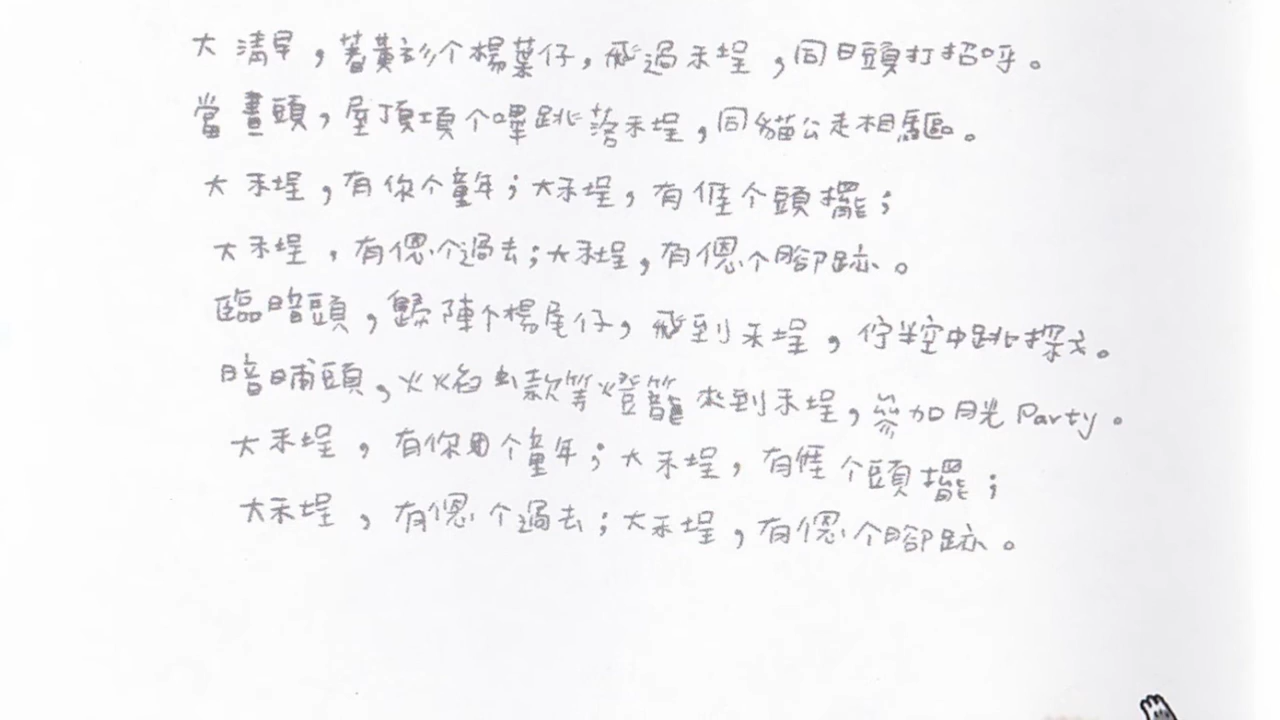 大清早，著黃衫个楊葉仔，飛過禾埕，同日頭打招呼。
當晝頭，屋頂項个嗶跳落禾埕，同貓公走相驅。
大禾埕，有你个童年；大禾埕，有𠊎个頭擺；
大禾埕，有偲个過去；大禾埕，有偲个腳跡。
臨暗頭，歸陣个楊尾仔，飛到禾埕，佇半空中跳探戈。
暗晡頭，火焰虫款等燈籠來到禾埕，參加月光Party。
大禾埕，有你个童年；大禾埕，有𠊎个頭擺；
大禾埕，有偲个過去；大禾埕，有偲个腳跡。